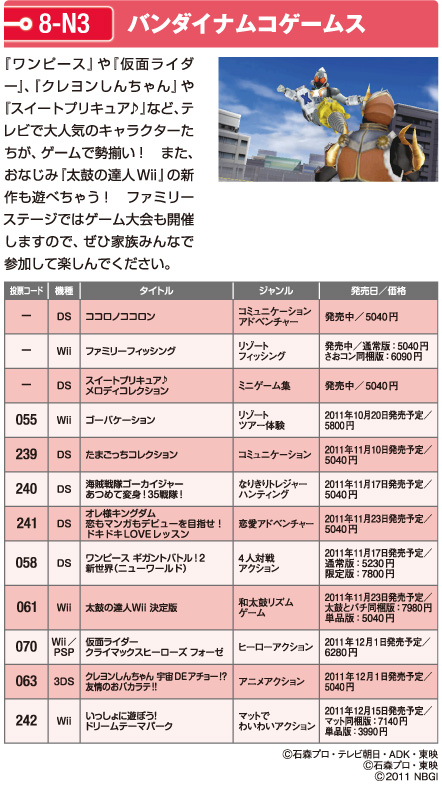 8-N3 バンダイナムコゲームス
『ワンピース』や『仮面ライダ
ー』、『クレヨンしんちゃん』や
『スイートプリキュア♪』など、テ
レビで大人気のキャラクターた
ちが、ゲームで勢揃い！ また、
おなじみ『太鼓の達人Wii』の新
作も遊べちゃう！ ファミリー
ステージではゲーム大会も開催
しますので、ぜひ家族みんなで
参加して楽しんでください。
投票コード 機種 タイトル ジャンル 発売日／価格
ー DS ココロノココロン コミュニケーション
アドベンチャー 発売中／5040円
ー Wii ファミリーフィッシング リゾート
フィッシング 発売中／通常版：5040円
さおコン同梱版：6090円
ー DS スイートプリキュア♪
メロディコレクション ミニゲーム集 発売中／5040円
055 Wii ゴーバケーション リゾート
ツアー体験 2011年10月20日発売予定／
5800円
239 DS たまごっちコレクション コミュニケーション 2011年11月10日発売予定／
5040円
240 DS 海賊戦隊ゴーカイジャー
あつめて変身！35戦隊！ なりきりトレジャー
ハンティング 2011年11月17日発売予定／
5040円
241 DS オレ様キングダム
恋もマンガもデビューを目指せ！
ドキドキLOVEレッスン 恋愛アドベンチャー 2011年11月23日発売予定／
5040円
058 DS ワンピース ギガントバトル！2
新世界（ニューワールド） 4人対戦
アクション 2011年11月17日発売予定／
通常版：5230円
限定版：7800円
061 Wii 太鼓の達人Wii 決定版 和太鼓リズム
ゲーム 2011年11月23日発売予定／
太鼓とバチ同梱版：7980円
単品版：5040円
070 Wii／
PSP 仮面ライダー
クライマックスヒーローズ フォーゼ ヒーローアクション 2011年12月1日発売予定／
6280円
063 3DS クレヨンしんちゃん 宇宙DEアチョー!?
友情のおバカラテ!! アニメアクション 2011年12月1日発売予定／
5040円
242 Wii いっしょに遊ぼう！
ドリームテーマパーク マットで
わいわいアクション 2011年12月15日発売予定／
マット同梱版：7140円
単品版：3990円
©石森プロ・テレビ朝日・ADK・東映
©石森プロ・東映
©2011 NBGI